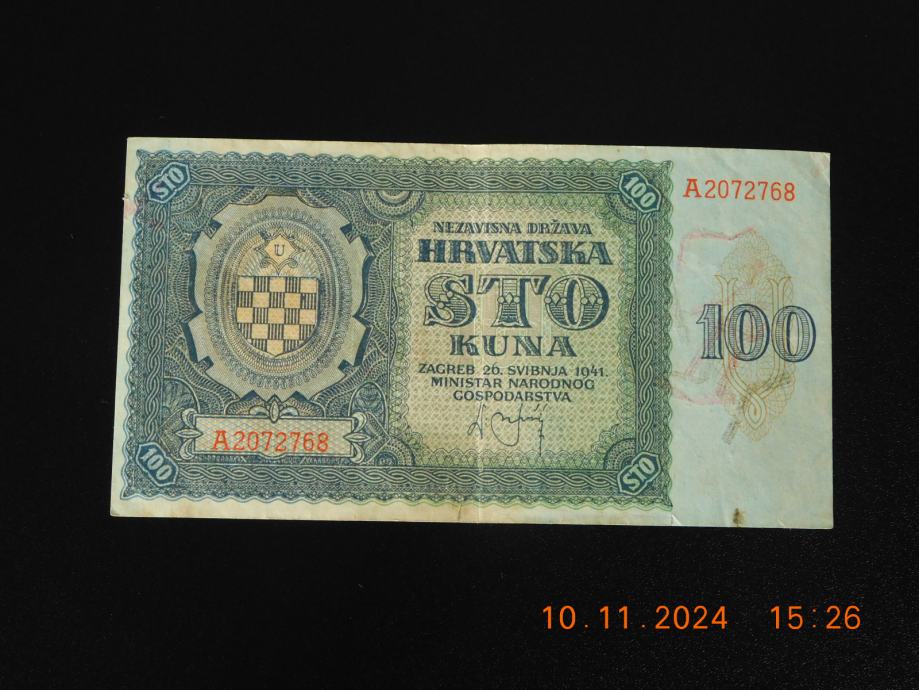 STO
100
A2072768
U
NEZAVISNA DRŽAVA
HRVATSKA
STO
KUNA
ZAGREB, 26. SVIBNJA 1941.
MINISTAR NARODNOG
GOSPODARSTVA
100
A2072768
100
STO
10.11.2024 15:26